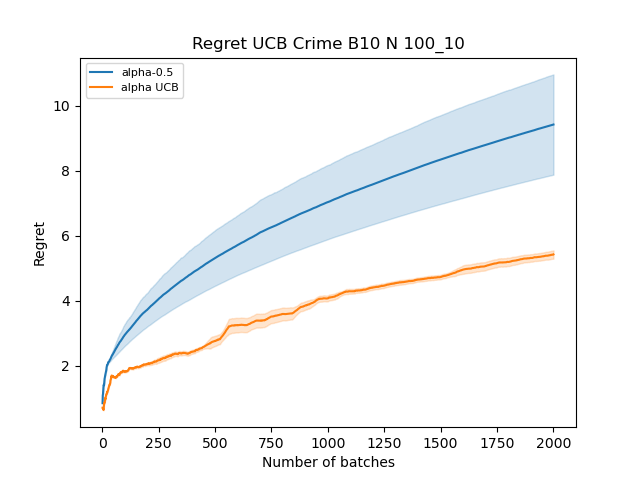 Regret UCB Crime B10 N 100_10
alpha-0.5
alpha UCB
10
8
6
4
2
Regret
0 250 500 750 1000 1250 1500 1750 2000
Number of batches